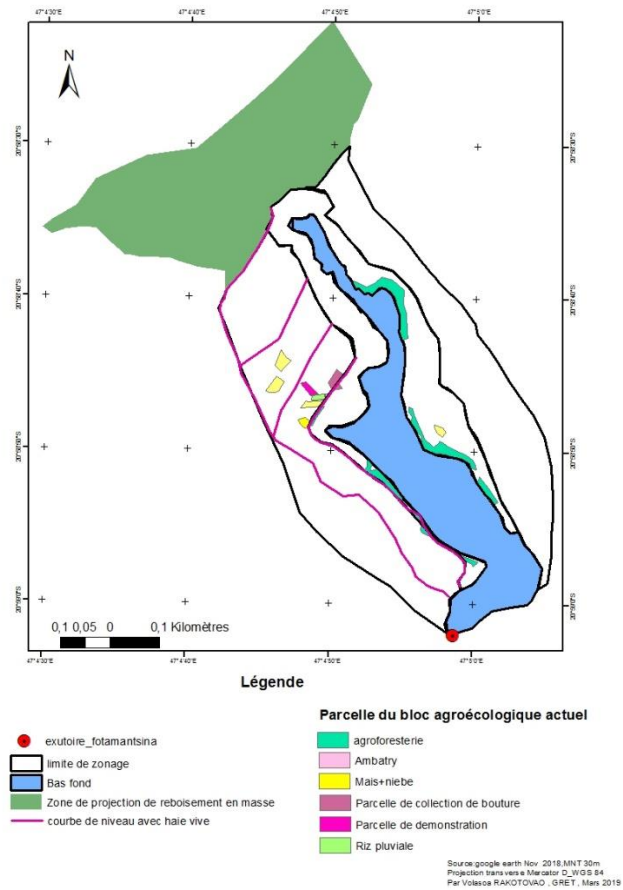 47°4'30"E 47°4'40"E 47°4'50"E 47°5'0"E
N
0,1 0,05 0 0,1 Kilomètres
47°4'30"E 47°4'40"E 47°4'50"E 47°5'0"E
Légende
exutoire_fotamantsina
limite de zonage
Bas fond
Zone de projection de reboisement en masse
courbe de niveau avec haie vive
Parcelle du bloc agroécologique actuel
agroforesterie
Ambatry
Mais+niebe
Parcelle de collection de bouture
Parcelle de demonstration
Riz pluviale
Source:google earth Nov 2018,MNT 30m
Projection transverse Mercator D_WGS 84
Par Volasoa RAKOTOVAO , GRET , Mars 2019